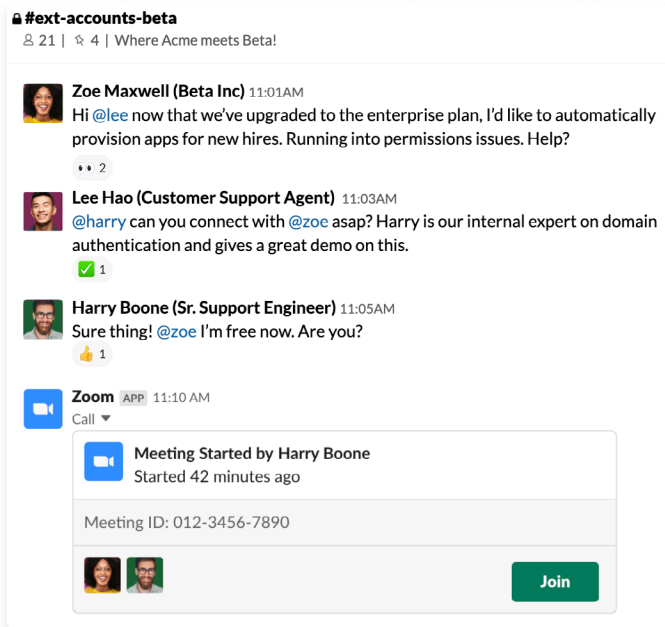 #ext-accounts-beta
21 | 4 | Where Acme meets Beta!
Zoe Maxwell (Beta Inc) 11:01AM
Hi @lee now that we’ve upgraded to the enterprise plan, I’d like to automatically
provision apps for new hires. Running into permissions issues. Help?
2
Lee Hao (Customer Support Agent) 11:03AM
@harry can you connect with @zoe asap? Harry is our internal expert on domain
authentication and gives a great demo on this.
1
Harry Boone (Sr. Support Engineer) 11:05AM
Sure thing! @zoe I’m free now. Are you?
1
Zoom APP 11:10 AM
Call
Meeting Started by Harry Boone
Started 42 minutes ago
Meeting ID: 012-3456-7890
Join